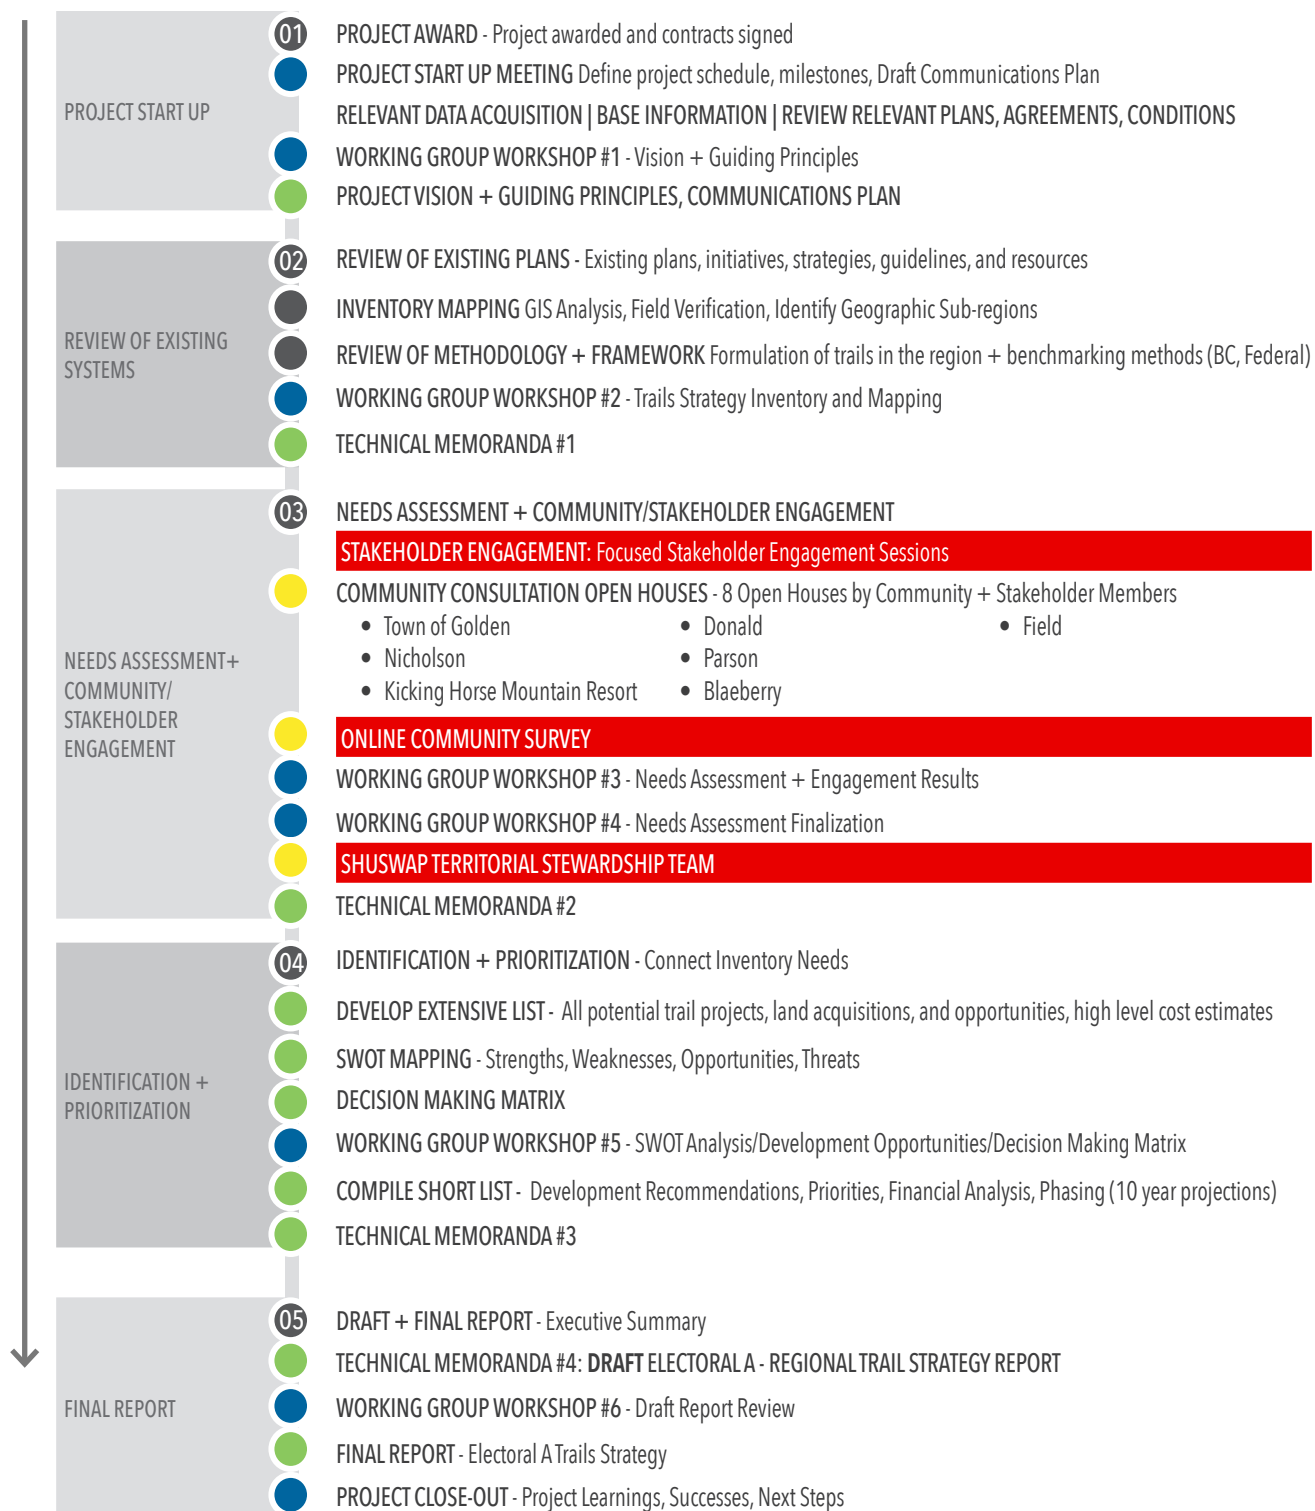 PROJECT START UP
01 PROJECT AWARD - Project awarded and contracts signed
PROJECT START UP MEETING Define project schedule, milestones, Draft Communications Plan
RELEVANT DATA ACQUISITION | BASE INFORMATION | REVIEW RELEVANT PLANS, AGREEMENTS, CONDITIONS
WORKING GROUP WORKSHOP #1 - Vision + Guiding Principles
PROJECT VISION + GUIDING PRINCIPLES, COMMUNICATIONS PLAN
REVIEW OF EXISTING
SYSTEMS
02 REVIEW OF EXISTING PLANS - Existing plans, initiatives, strategies, guidelines, and resources
INVENTORY MAPPING GIS Analysis, Field Verification, Identify Geographic Sub-regions
REVIEW OF METHODOLOGY + FRAMEWORK Formulation of trails in the region + benchmarking methods (BC, Federal)
WORKING GROUP WORKSHOP #2 - Trails Strategy Inventory and Mapping
TECHNICAL MEMORANDA #1
NEEDS ASSESSMENT+
COMMUNITY/
STAKEHOLDER
ENGAGEMENT
03 NEEDS ASSESSMENT + COMMUNITY/STAKEHOLDER ENGAGEMENT
STAKEHOLDER ENGAGEMENT: Focused Stakeholder Engagement Sessions
COMMUNITY CONSULTATION OPEN HOUSES - 8 Open Houses by Community + Stakeholder Members
• Town of Golden
• Nicholson
• Kicking Horse Mountain Resort
• Donald
• Parson
• Blaeberry
• Field
ONLINE COMMUNITY SURVEY
WORKING GROUP WORKSHOP #3 - Needs Assessment + Engagement Results
WORKING GROUP WORKSHOP #4 - Needs Assessment Finalization
SHUSWAP TERRITORIAL STEWARDSHIP TEAM
TECHNICAL MEMORANDA #2
IDENTIFICATION +
PRIORITIZATION
04 IDENTIFICATION + PRIORITIZATION - Connect Inventory Needs
DEVELOP EXTENSIVE LIST - All potential trail projects, land acquisitions, and opportunities, high level cost estimates
SWOT MAPPING - Strengths, Weaknesses, Opportunities, Threats
DECISION MAKING MATRIX
WORKING GROUP WORKSHOP #5 - SWOT Analysis/Development Opportunities/Decision Making Matrix
COMPILE SHORT LIST - Development Recommendations, Priorities, Financial Analysis, Phasing (10 year projections)
TECHNICAL MEMORANDA #3
FINAL REPORT
05 DRAFT + FINAL REPORT - Executive Summary
TECHNICAL MEMORANDA #4: DRAFT ELECTORAL A - REGIONAL TRAIL STRATEGY REPORT
WORKING GROUP WORKSHOP #6 - Draft Report Review
FINAL REPORT - Electoral A Trails Strategy
PROJECT CLOSE-OUT - Project Learnings, Successes, Next Steps